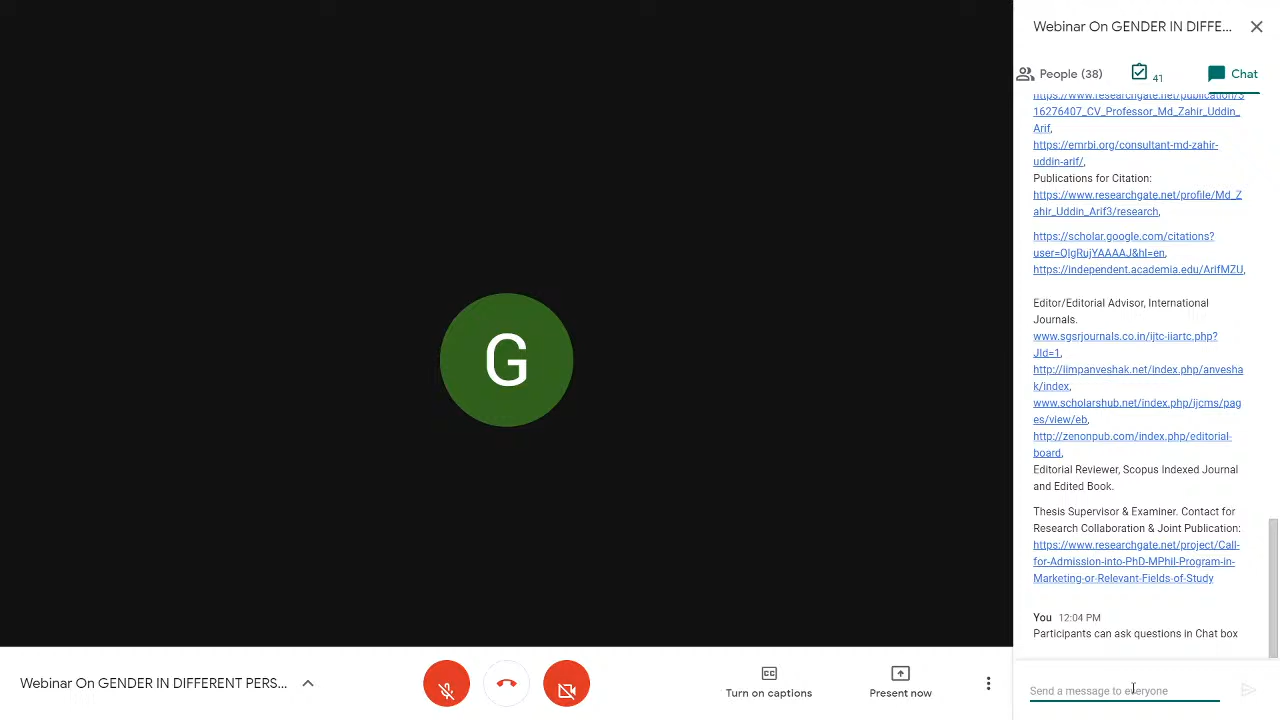 Webinar On GENDER IN DIFFE...
People (38)
41
Chat
https://www.researchgate.net/publication/3
16276407_CV_Professor_Md_Zahir_Uddin_
Arif,
https://emrbi.org/consultant-md-zahir-
uddin-arif/,
Publications for Citation:
https://www.researchgate.net/profile/Md_Z
ahir_Uddin_Arif3/research,
https://scholar.google.com/citations?
user=QlgRujYAAAAJ&hl=en,
https://independent.academia.edu/ArifMZU,
Editor/Editorial Advisor, International
Journals.
www.sgsrjournals.co.in/ijtc-iiartc.php?
JId=1,
http://iimpanveshak.net/index.php/anvesha
k/index,
www.scholarshub.net/index.php/ijcms/pag
es/view/eb,
http://zenonpub.com/index.php/editorial-
board,
Editorial Reviewer, Scopus Indexed Journal
and Edited Book.
Thesis Supervisor & Examiner. Contact for
Research Collaboration & Joint Publication:
https://www.researchgate.net/project/Call-
for-Admission-into-PhD-MPhil-Program-in-
Marketing-or-Relevant-Fields-of-Study
You 12:04 PM
Participants can ask questions in Chat box
Send a message to everyone
G
Webinar On GENDER IN DIFFERENT PERS...
CC
Turn on captions
Present now